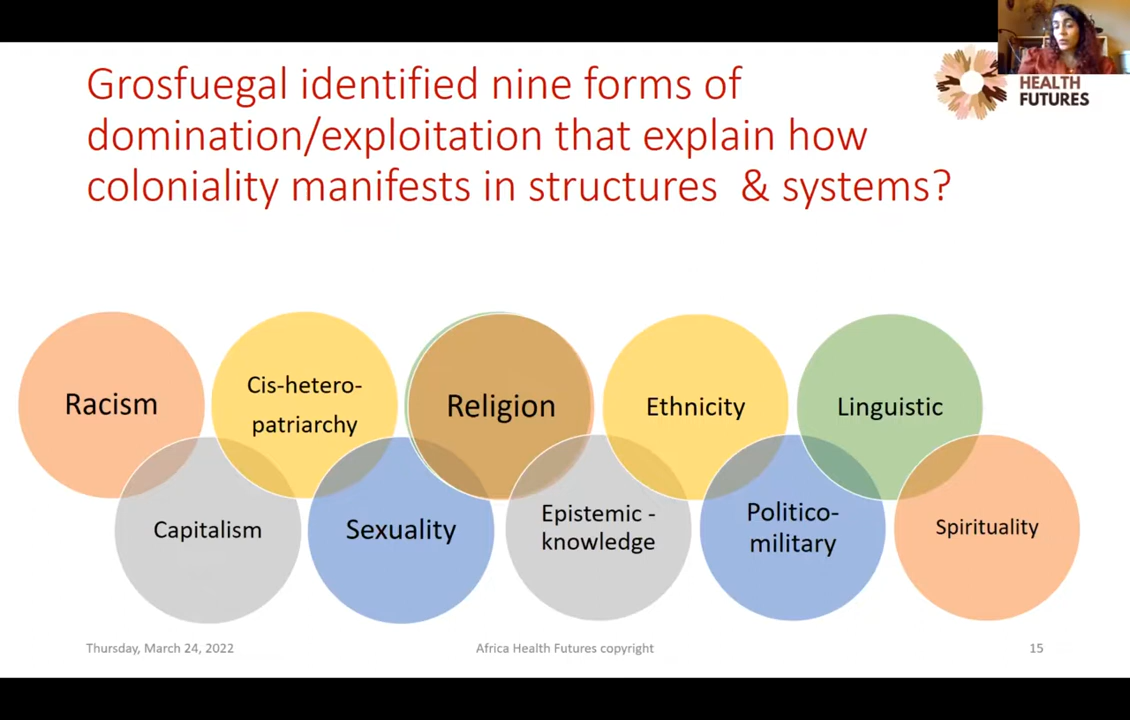 Grosfuegal identified nine forms of
domination/exploitation that explain how
coloniality manifests in structures & systems?
HEALTH
FUTURES
Racism
Cis-hetero-
patriarchy
Religion
Ethnicity
Linguistic
Capitalism
Sexuality
Epistemic -
knowledge
Politico-
military
Spirituality
Thursday, March 24, 2022
Africa Health Futures copyright
15